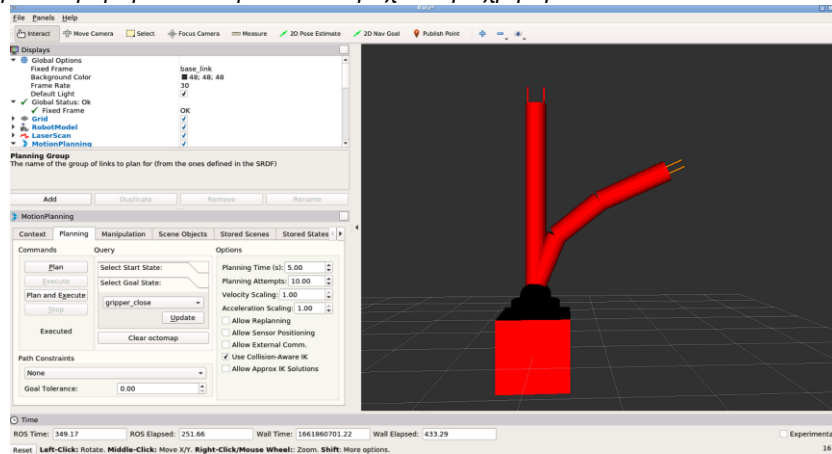 RViz*
File Panels Help
Interact Move Camera Select Focus Camera Measure 2D Pose Estimate 2D Nav Goal Publish Point
Displays
Global Options
Fixed Frame base_link
Background Color 48; 48; 48
Frame Rate 30
Default Light
Global Status: Ok
Fixed Frame OK
Grid
RobotModel
LaserScan
MotionPlanning
Planning Group
The name of the group of links to plan for (from the ones defined in the SRDF)
Add Duplicate Remove Rename
MotionPlanning
Context Planning Manipulation Scene Objects Stored Scenes Stored States
Commands Query Options
Plan Select Start State: Planning Time (s): 5.00
Execute Select Goal State: Planning Attempts: 10.00
Plan and Execute gripper_close Velocity Scaling: 1.00
Stop Update Acceleration Scaling: 1.00
Executed Clear octomap Allow Replanning
Allow Sensor Positioning
Allow External Comm.
Path Constraints Use Collision-Aware IK
None Allow Approx IK Solutions
Goal Tolerance: 0.00
Time
ROS Time: 349.17 ROS Elapsed: 251.66 Wall Time: 1661860701.22 Wall Elapsed: 433.29 Experimenta
Reset Left-Click: Rotate. Middle-Click: Move X/Y. Right-Click/Mouse Wheel:: Zoom. Shift: More options. 16